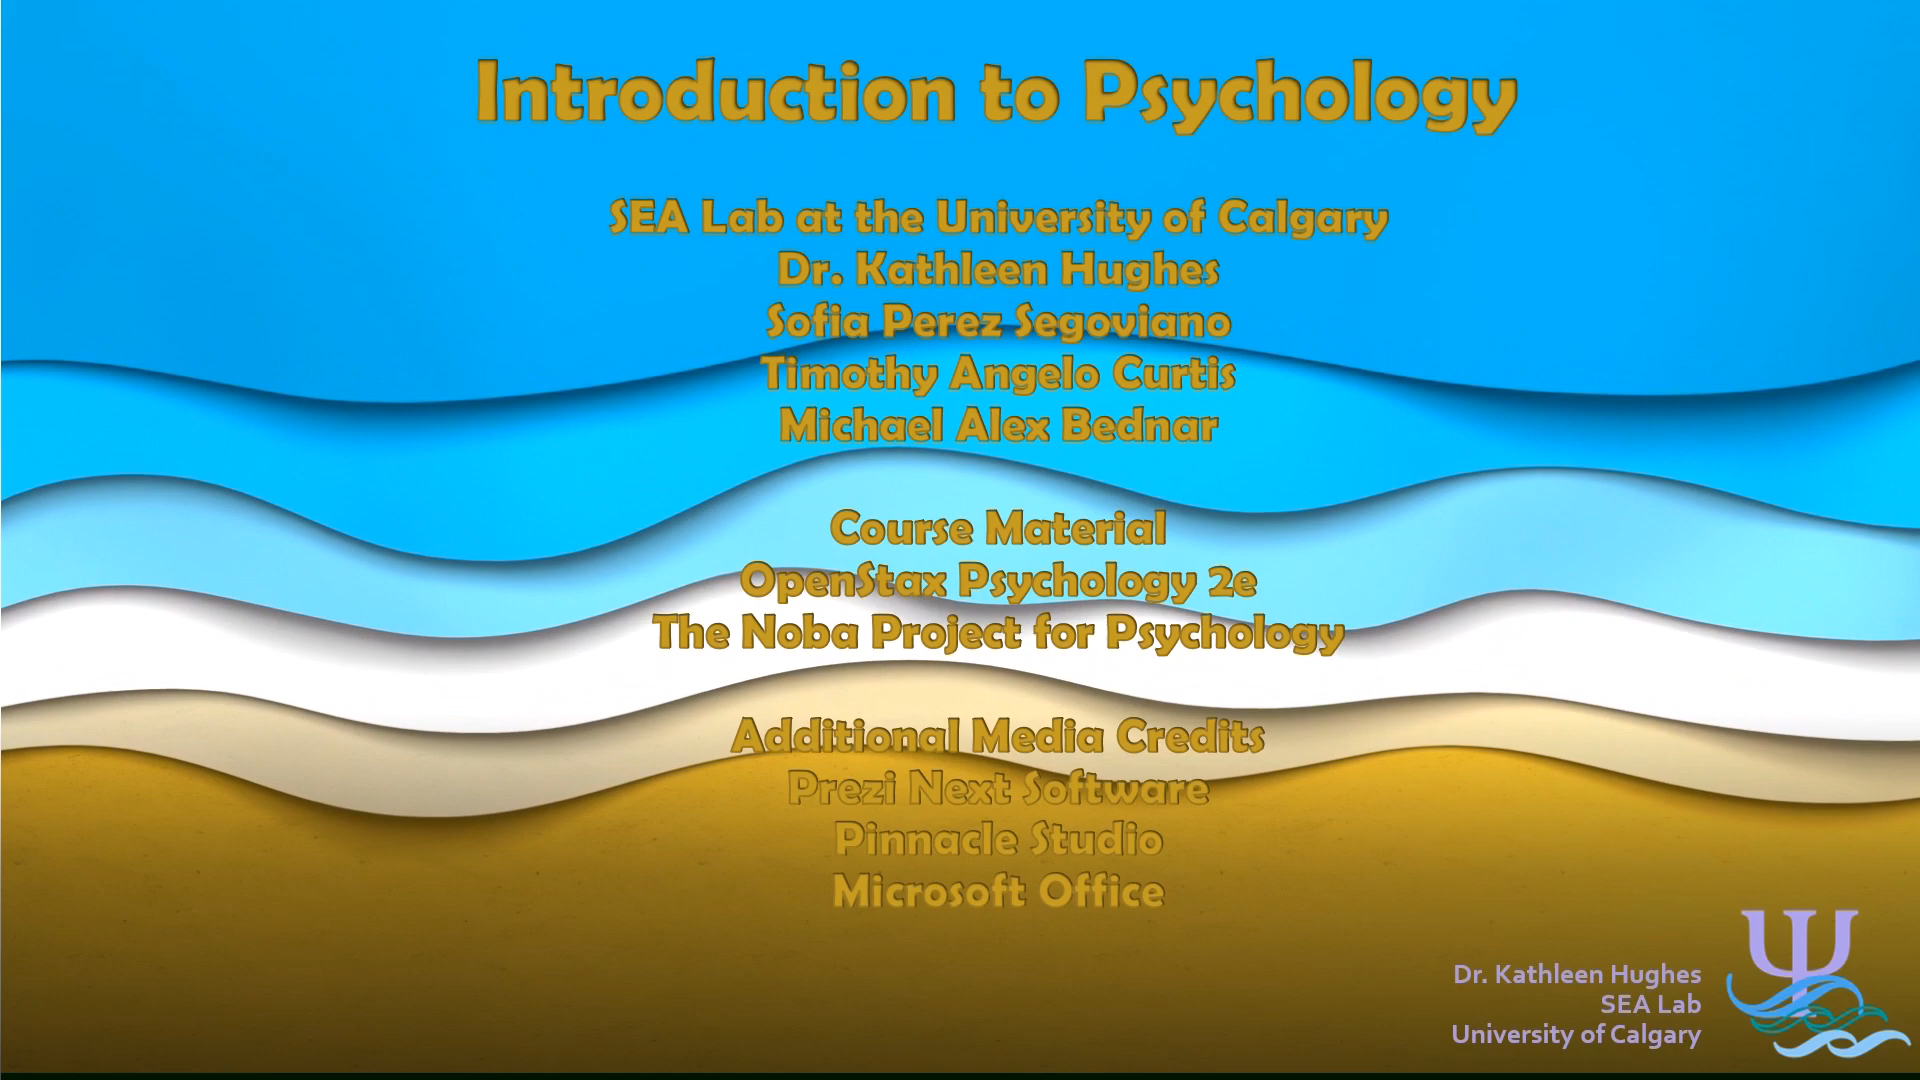 Introduction to Psychology
SEA Lab at the University of Calgary
Dr. Kathleen Hughes
Sofia Perez Segoviano
Timothy Angelo Curtis
Michael Alex Bednar
Course Material
OpenStax Psychology 2e
The Noba Project for Psychology
Additional Media Credits
Prezi Next Software
Pinnacle Studio
Microsoft Office
Dr. Kathleen Hughes
SEA Lab
University of Calgary